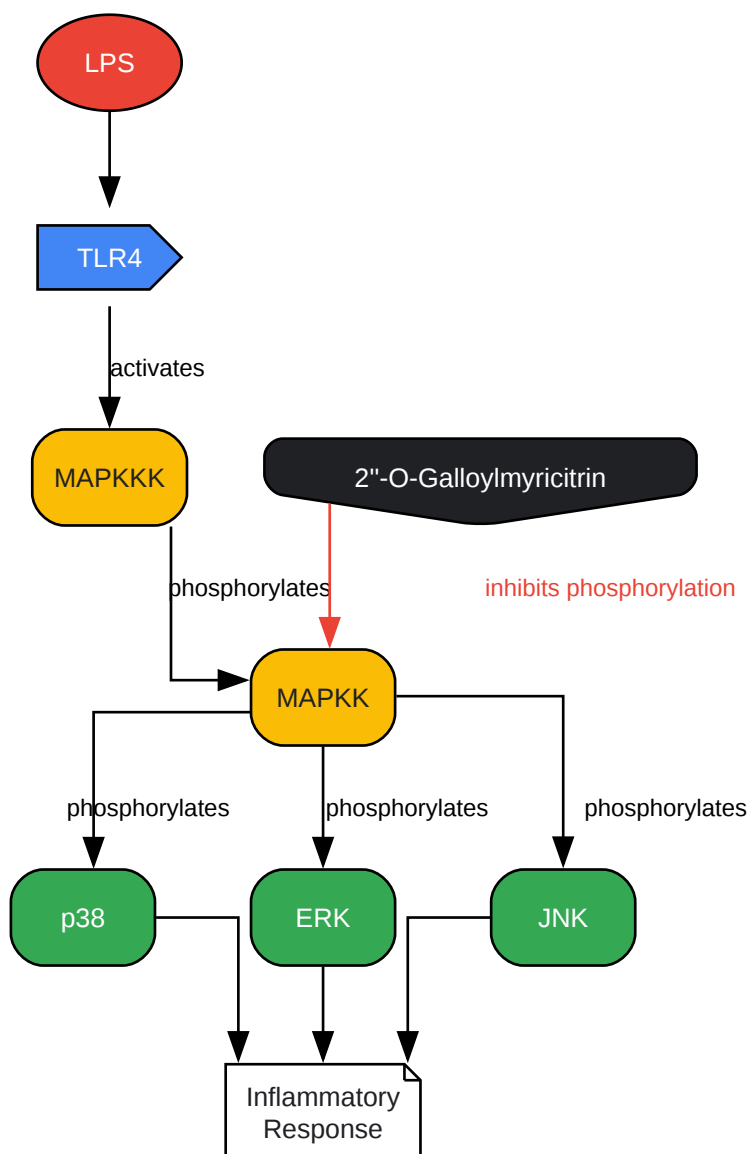 LPS
TLR4
activates
MAPKKK
2"-O-Galloylmyricitrin
phosphorylates
inhibits phosphorylation
MAPKK
phosphorylates
phosphorylates
phosphorylates
p38
ERK
JNK
Inflammatory
Response